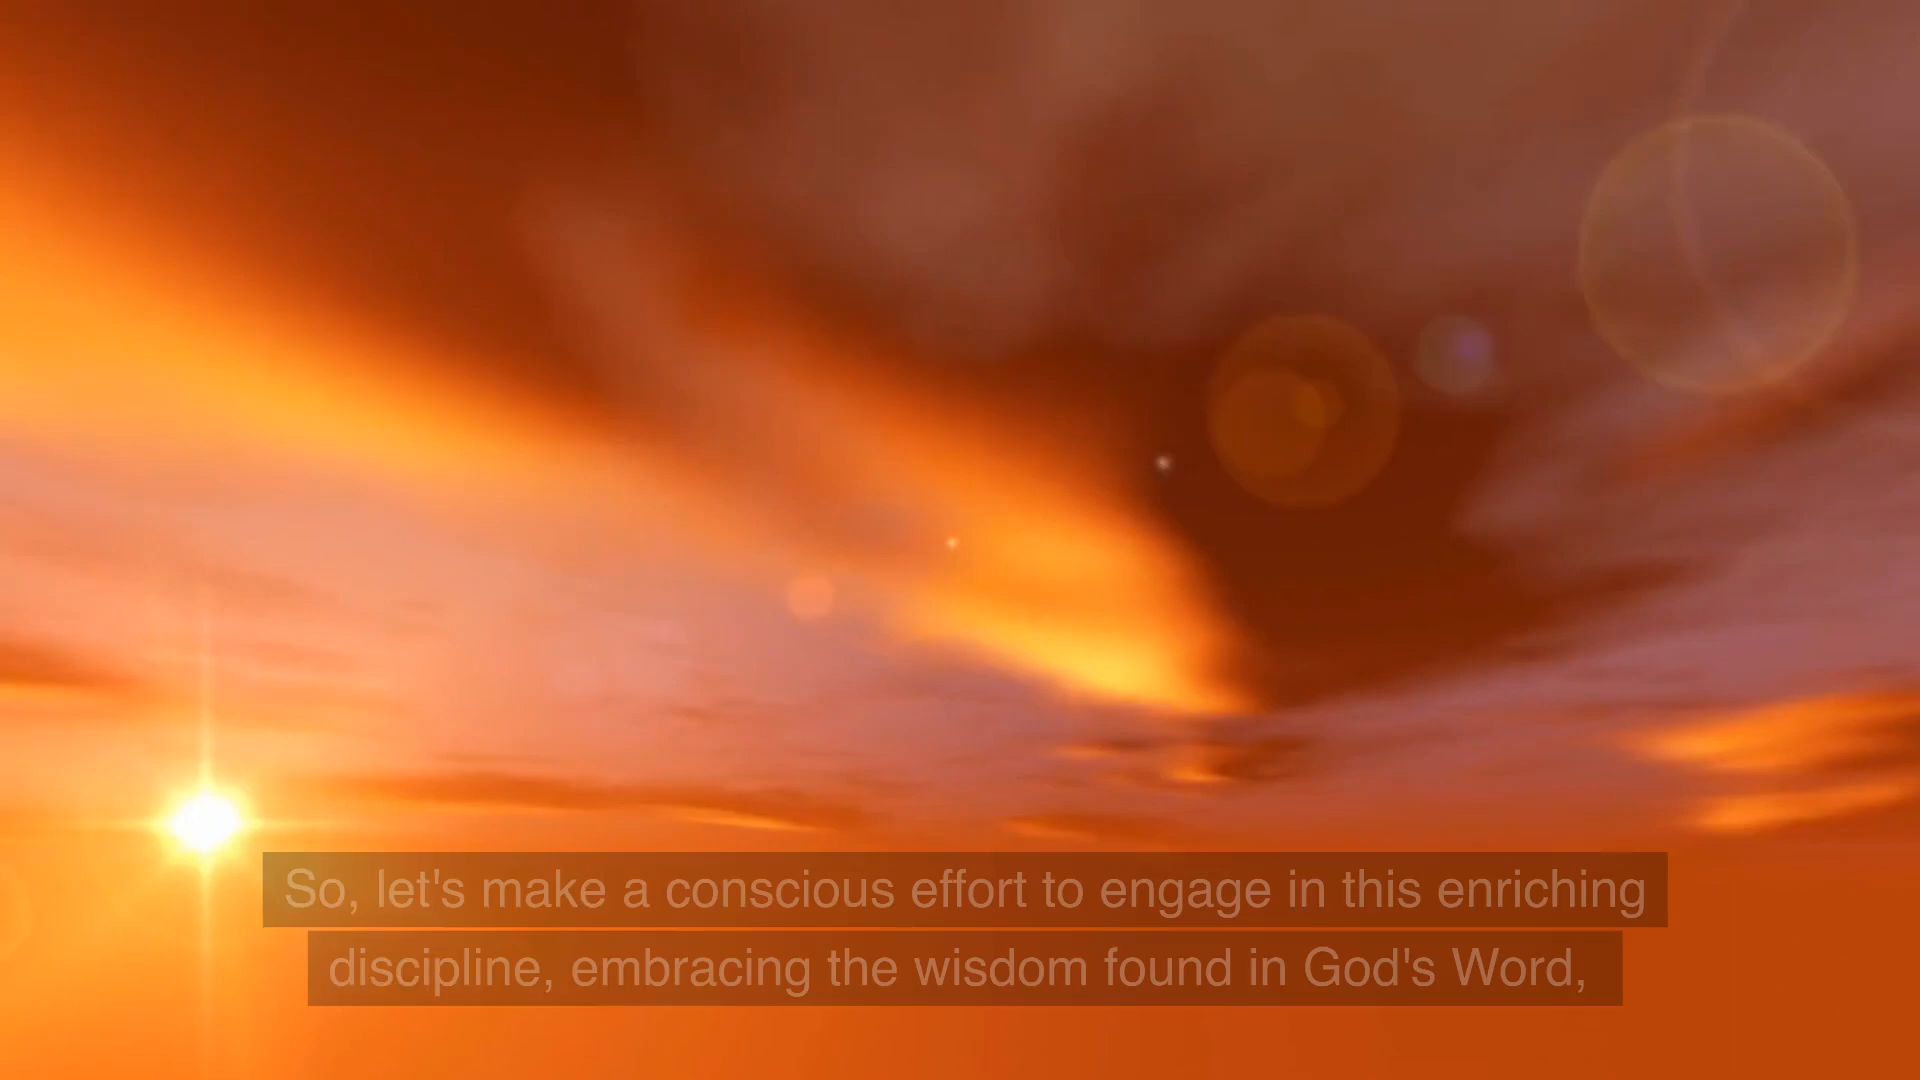 So, let's make a conscious effort to engage in this enriching
discipline, embracing the wisdom found in God's Word,